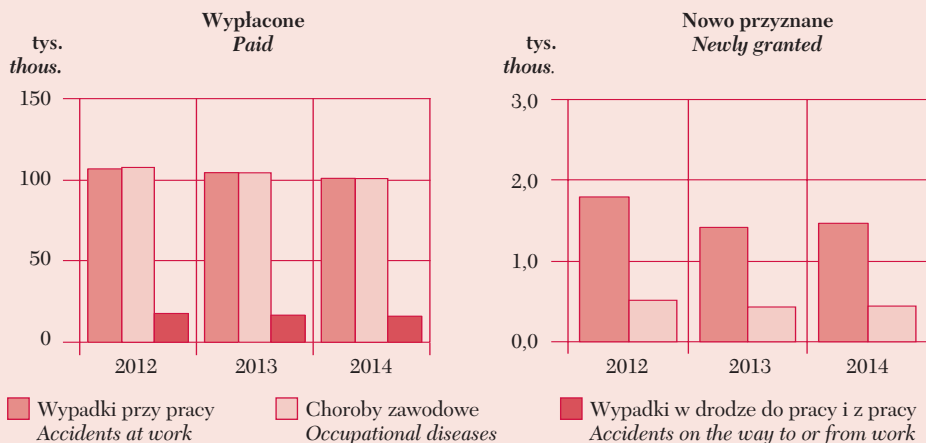 Wypłacone
Paid
tys.
thous.
150
100
50
0
2012
2013
2014
Nowo przyznane
Newly granted
tys.
thous.
3,0
2,0
1,0
0,0
2012
2013
2014
Wypadki przy pracy
Accidents at work
Choroby zawodowe
Occupational diseases
Wypadki w drodze do pracy i z pracy
Accidents on the way to or from work